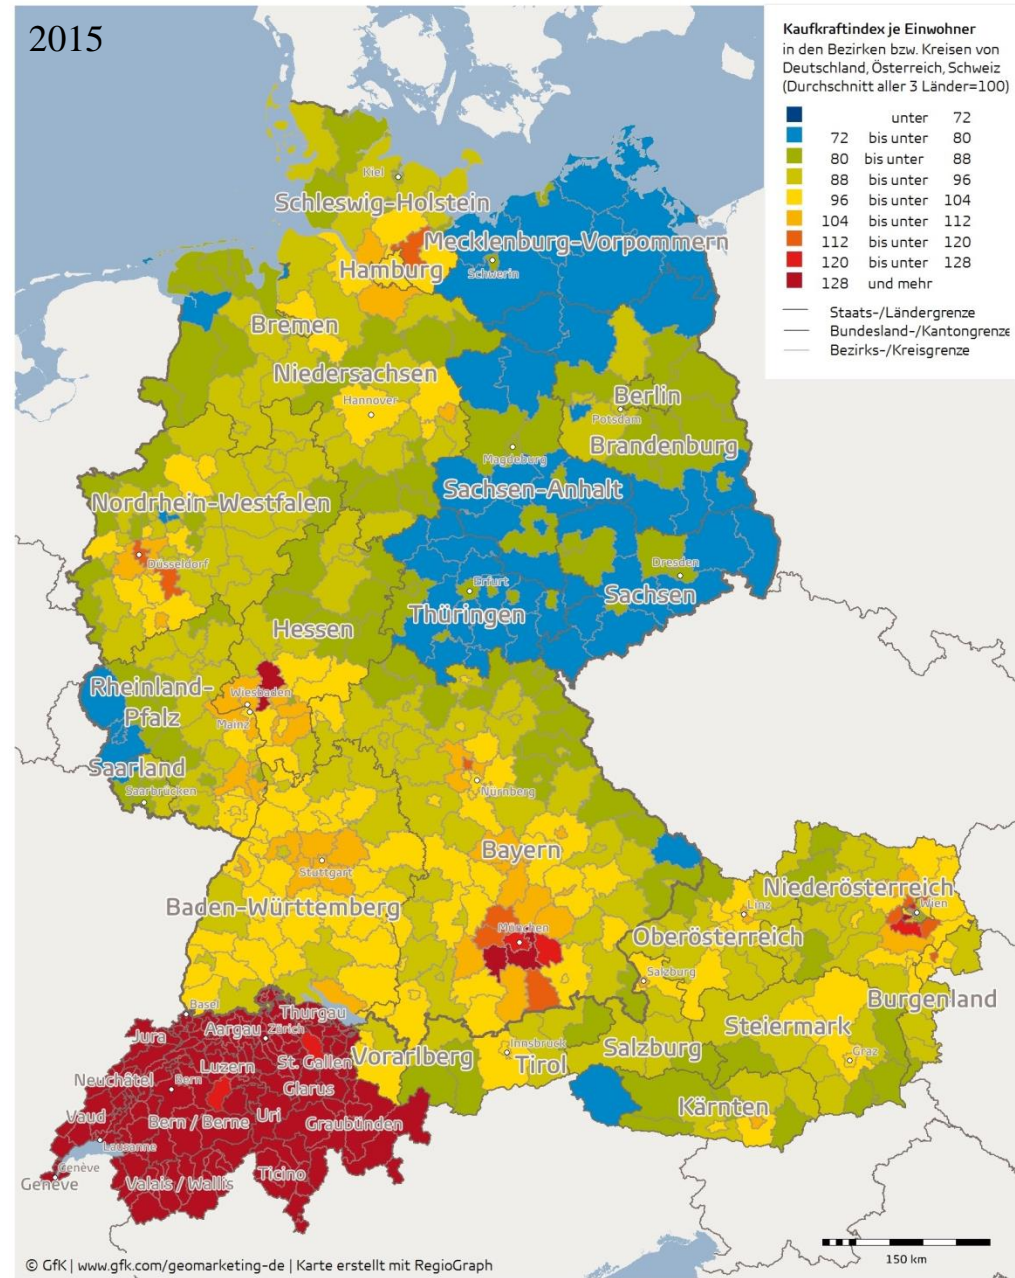 2015
Kaufkraftindex je Einwohner
in den Bezirken bzw. Kreisen von
Deutschland, Österreich, Schweiz
(Durchschnitt aller 3 Länder=100)
unter 72
72 bis unter 80
80 bis unter 88
88 bis unter 96
96 bis unter 104
104 bis unter 112
112 bis unter 120
120 bis unter 128
128 und mehr
Staats-/Ländergrenze
Bundesland-/Kantongrenze
Bezirks-/Kreisgrenze
Kiel
Schleswig-Holstein
Mecklenburg-Vorpommern
Schwerin
Hamburg
Bremen
Niedersachsen
Hannover
Berlin
Potsdam
Brandenburg
Magdeburg
Sachsen-Anhalt
Nordrhein-Westfalen
Düsseldorf
Dresden
Erfurt
Sachsen
Thüringen
Hessen
Rheinland-
Pfalz
Wiesbaden
Mainz
Saarland
Saarbrücken
Nürnberg
Bayern
Stuttgart
Baden-Württemberg
München
Niederösterreich
Linz
Wien
Oberösterreich
Salzburg
Burgenland
Steiermark
Graz
Basel
Thurgau
Jura
Aargau
Zürich
Luzern
St. Gallen
Vorarlberg
Innsbruck
Tirol
Salzburg
Neuchâtel
Bern
Glarus
Kärnten
Vaud
Bern / Berne
Uri
Graubünden
Lausanne
Genève
Genève
Valais / Wallis
Ticino
150 km
© GfK | www.gfk.com/geomarketing-de | Karte erstellt mit RegioGraph